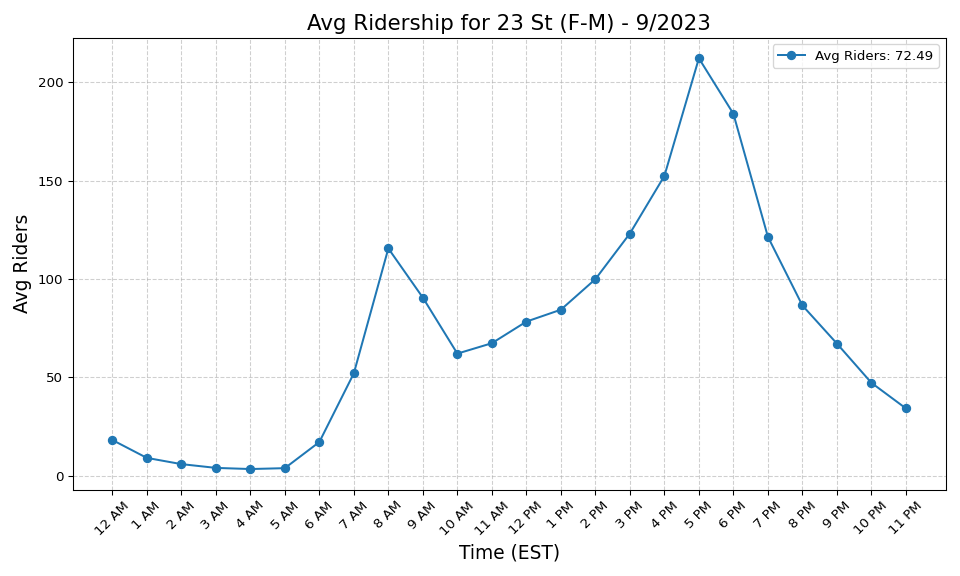 Avg Ridership for 23 St (F-M) - 9/2023
Avg Riders: 72.49
200
150
100
50
0
Avg Riders
12 AM
1 AM
2 AM
3 AM
4 AM
5 AM
6 AM
7 AM
8 AM
9 AM
10 AM
11 AM
12 PM
1 PM
2 PM
3 PM
4 PM
5 PM
6 PM
7 PM
8 PM
9 PM
10 PM
11 PM
Time (EST)